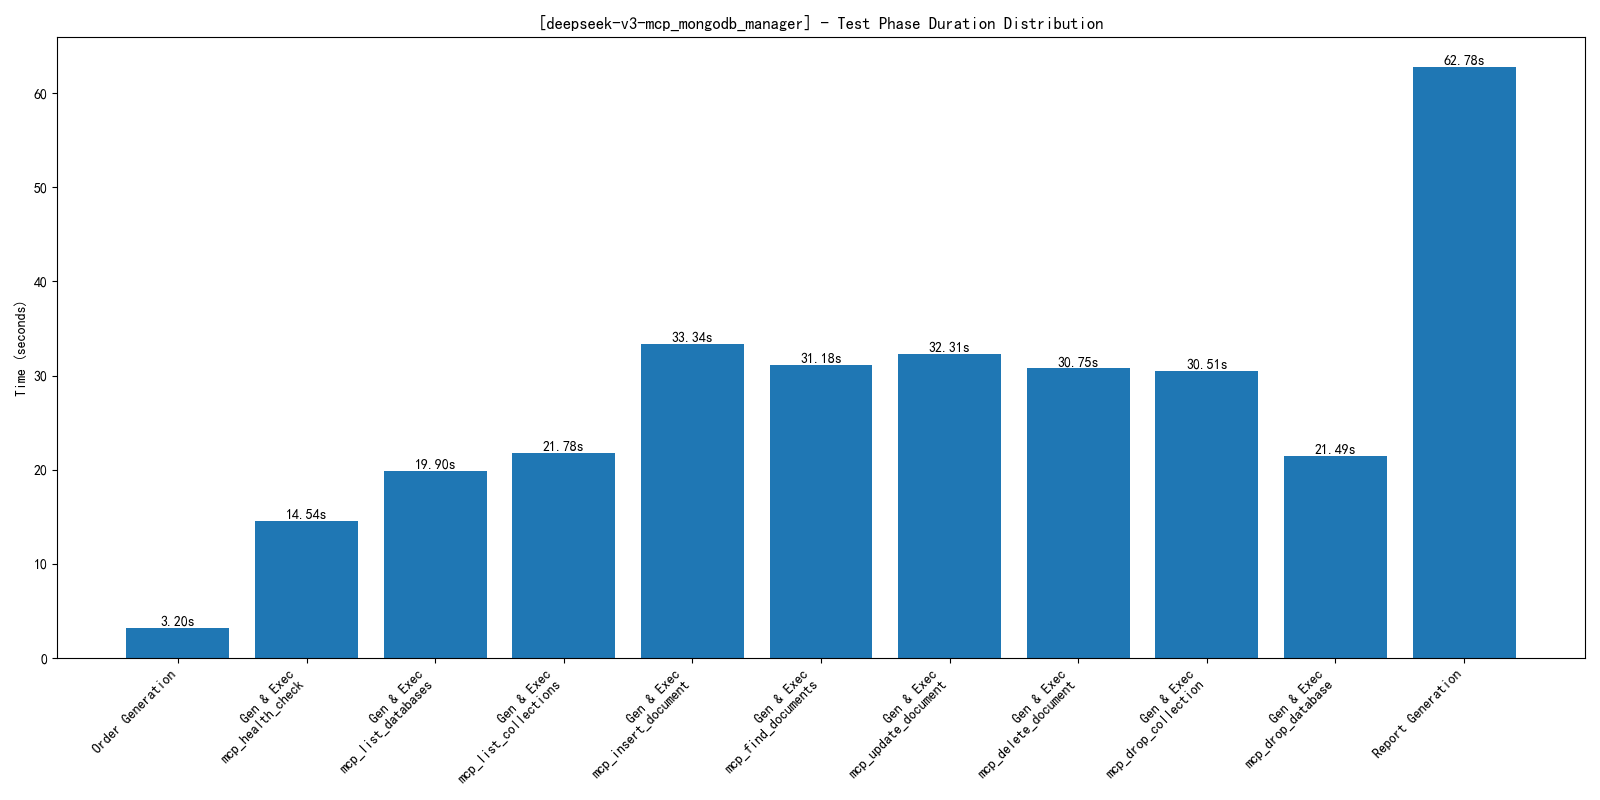 [deepseek-v3-mcp_mongodb_manager] - Test Phase Duration Distribution
Time (seconds)
60
50
40
30
20
10
0
3.20s
14.54s
19.90s
21.78s
33.34s
31.18s
32.31s
30.75s
30.51s
21.49s
62.78s
Order Generation
Gen & Exec
mcp_health_check
Gen & Exec
mcp_list_databases
Gen & Exec
mcp_list_collections
Gen & Exec
mcp_insert_document
Gen & Exec
mcp_find_documents
Gen & Exec
mcp_update_document
Gen & Exec
mcp_delete_document
Gen & Exec
mcp_drop_collection
Gen & Exec
mcp_drop_database
Report Generation